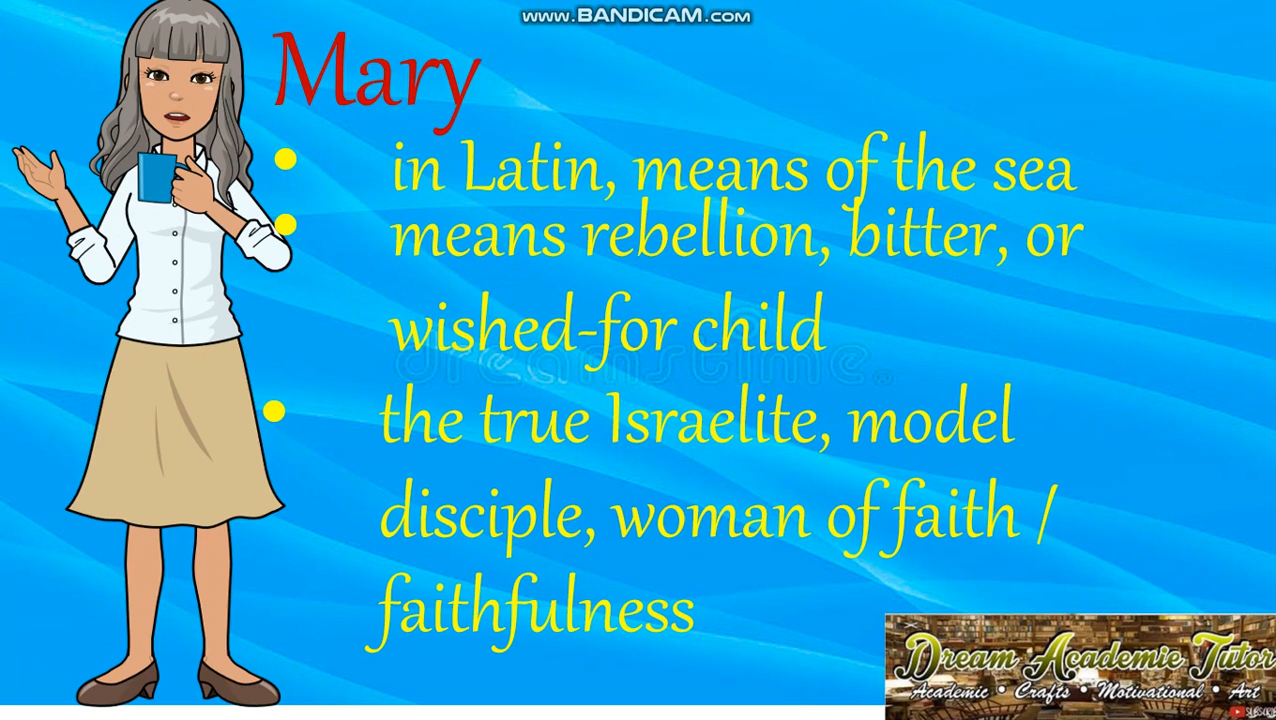 www.BANDICAM.com
Mary
• in Latin, means of the sea
• means rebellion, bitter, or
wished-for child
dreamstime.
• the true Israelite, model
disciple, woman of faith /
faithfulness
Dream Academic Tutor
Academic • Crafts • Motivational • Art